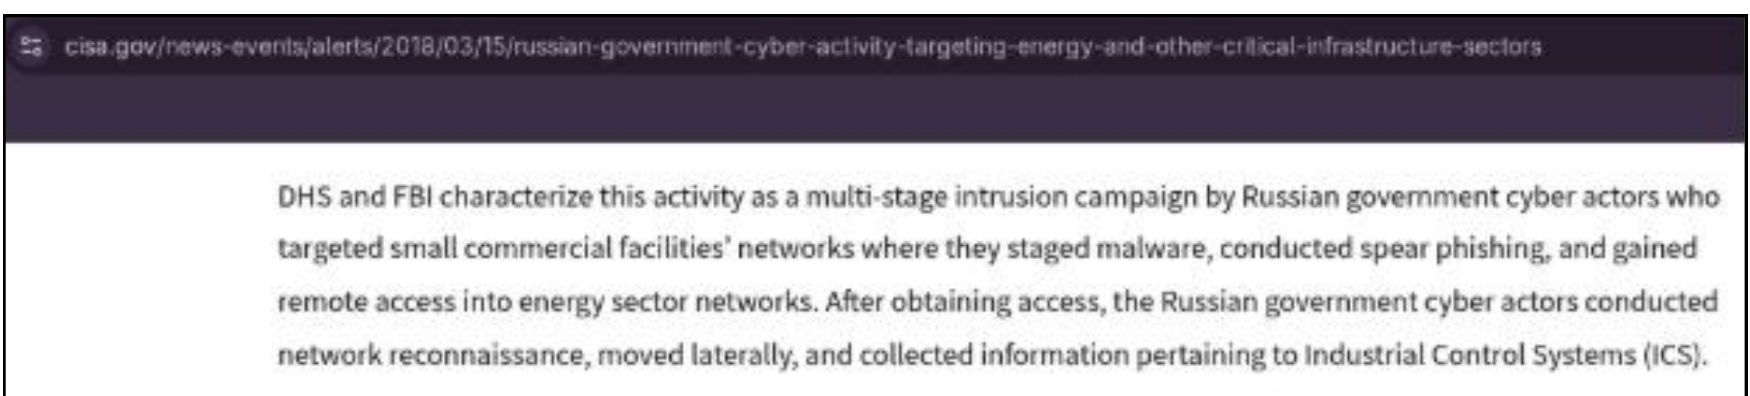 cisa.gov/news-events/alerts/2018/03/15/russian-government-cyber-activity-targeting-energy-and-other-critical-infrastructure-sectors
DHS and FBI characterize this activity as a multi-stage intrusion campaign by Russian government cyber actors who
targeted small commercial facilities’ networks where they staged malware, conducted spear phishing, and gained
remote access into energy sector networks. After obtaining access, the Russian government cyber actors conducted
network reconnaissance, moved laterally, and collected information pertaining to Industrial Control Systems (ICS).